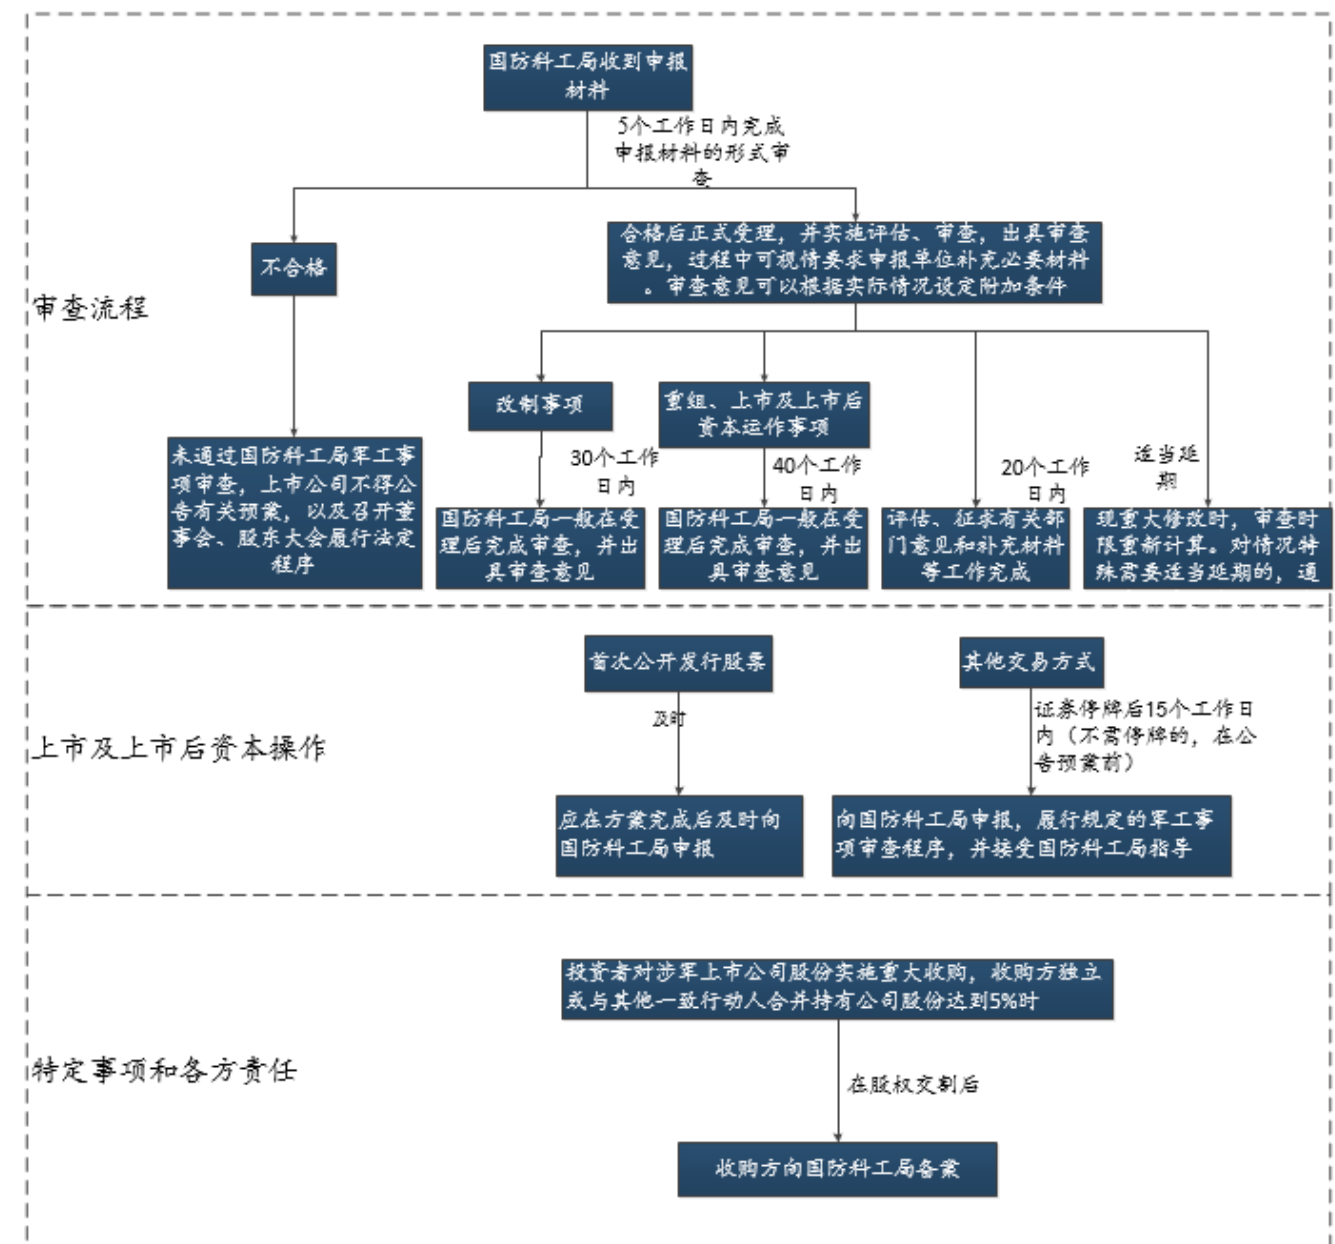 国防科工局收到申报
材料
5个工作日内完成
申报材料的形式审
查
不合格
合格后正式受理，并实施评估、审查，出具审查
意见，过程中可视情要求申报单位补充必要材料
。审查意见可以根据实际情况设定附加条件
审查流程
改制事项
重组、上市及上市后
资本运作事项
未通过国防科工局军工事
项审查，上市公司不得公
告有关预案，以及召开董
事会、股东大会履行法定
程序
30个工作
日内
40个工作
日内
20个工作
日内
适当延
期
国防科工局一般在受
理后完成审查，并出
具审查意见
国防科工局一般在受
理后完成审查，并出
具审查意见
评估、征求有关部
门意见和补充材料
等工作完成
现重大修改时，审查时
限重新计算。对情况特
殊需要适当延期的，通
首次公开发行股票
其他交易方式
及时
证券停牌后15个工作日
内（不需停牌的，在公
告预案前）
上市及上市后资本操作
应在方案完成后及时向
国防科工局申报
向国防科工局申报，履行规定的军工事
项审查程序，并接受国防科工局指导
投资者对涉军上市公司股份实施重大收购，收购方独立
或与其他一致行动人合并持有公司股份达到5%时
特定事项和各方责任
在股权交割后
收购方向国防科工局备案